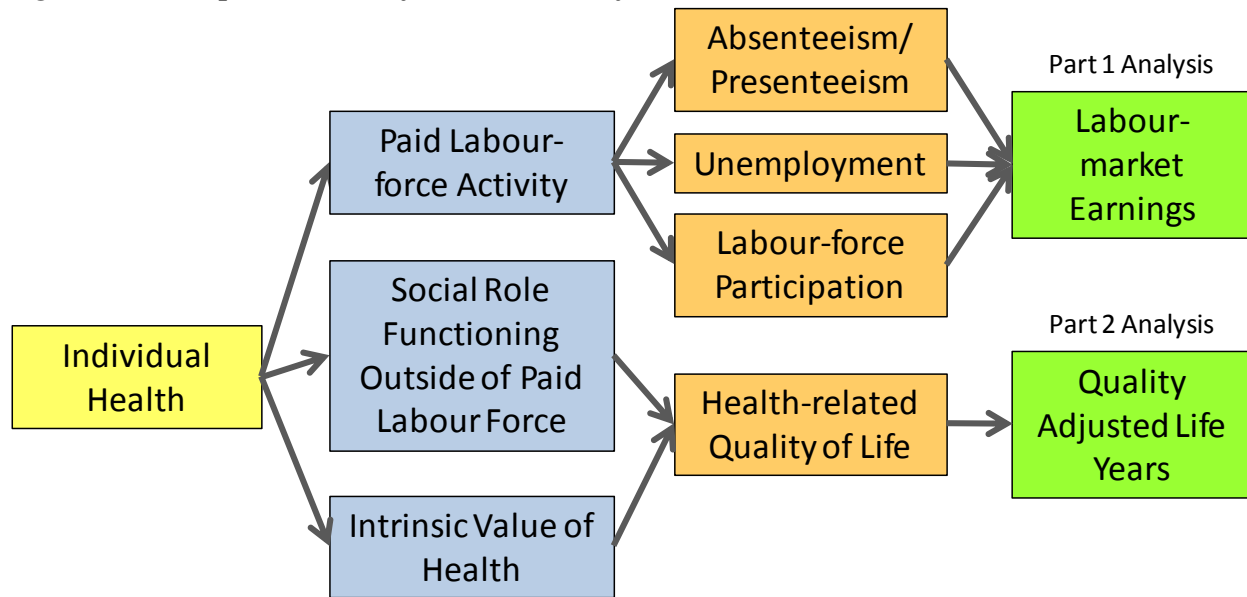 Absenteeism/
Presenteeism
Part 1 Analysis
Paid Labour-
force Activity
Unemployment
Labour-
market
Earnings
Labour-force
Participation
Social Role
Functioning
Outside of Paid
Labour Force
Individual
Health
Part 2 Analysis
Health-related
Quality of Life
Quality
Adjusted Life
Years
Intrinsic Value of
Health